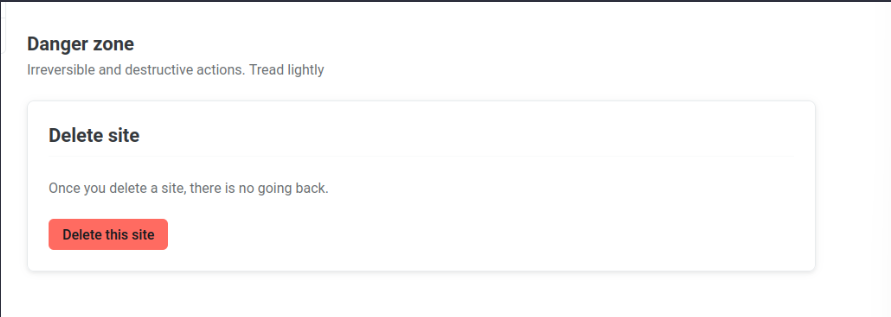 Danger zone
Irreversible and destructive actions. Tread lightly
Delete site
Once you delete a site, there is no going back.
Delete this site